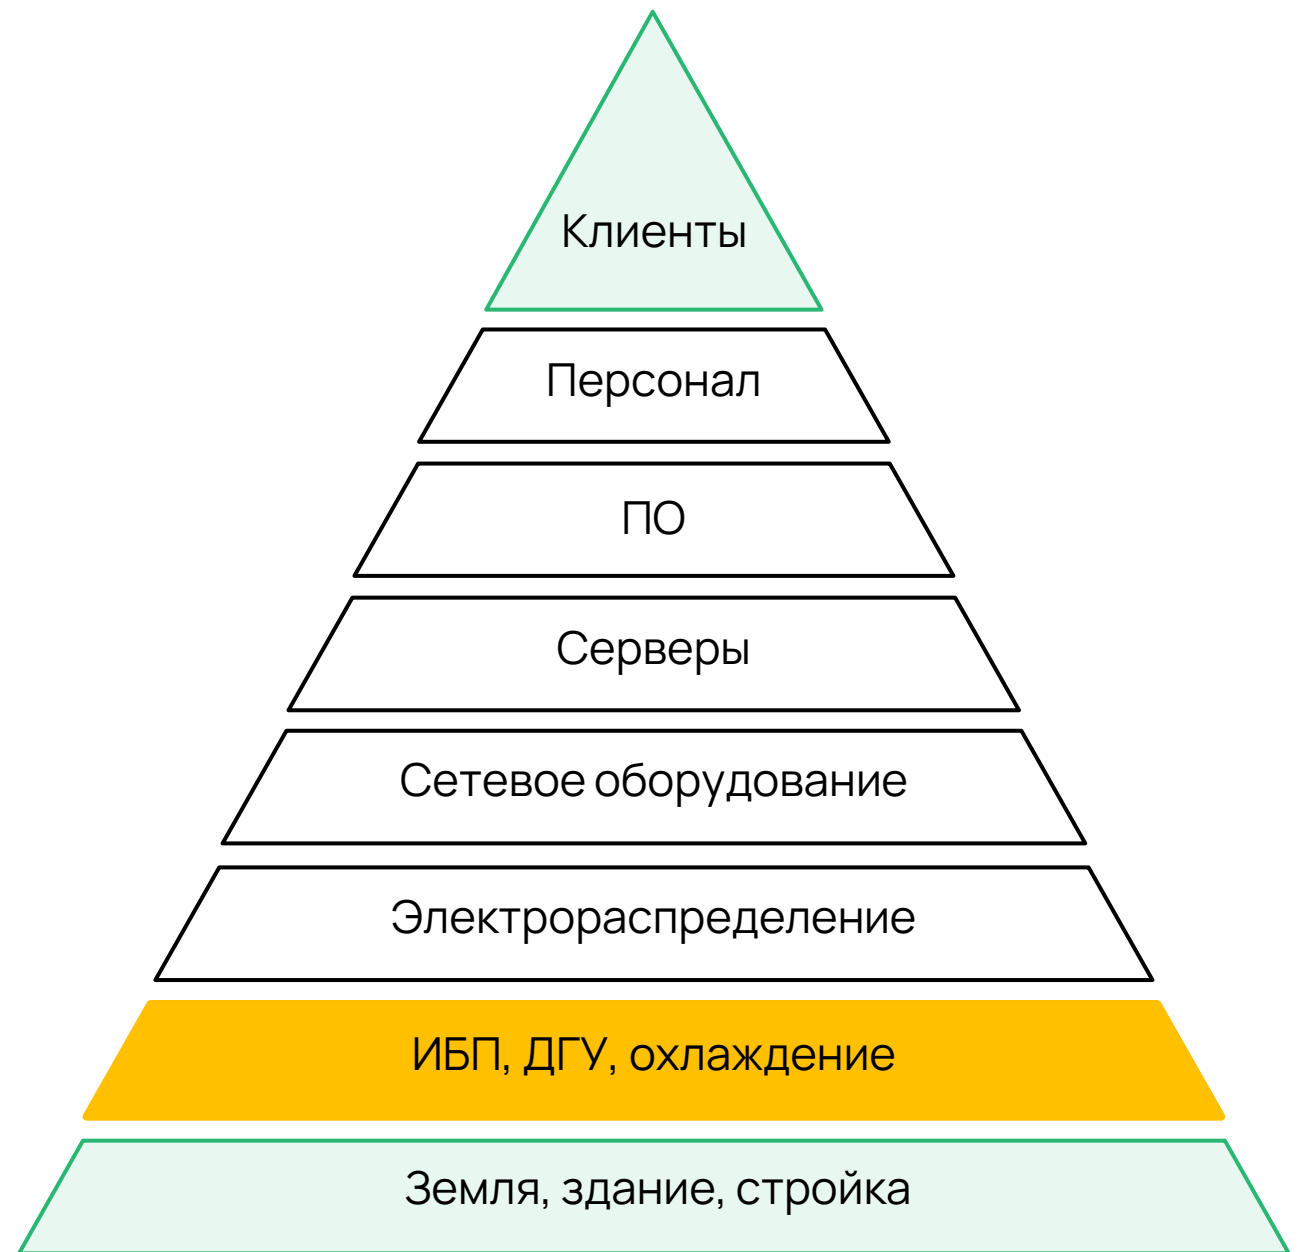 Клиенты
Персонал
ПО
Серверы
Сетевое оборудование
Электрораспределение
ИБП, ДГУ, охлаждение
Земля, здание, стройка